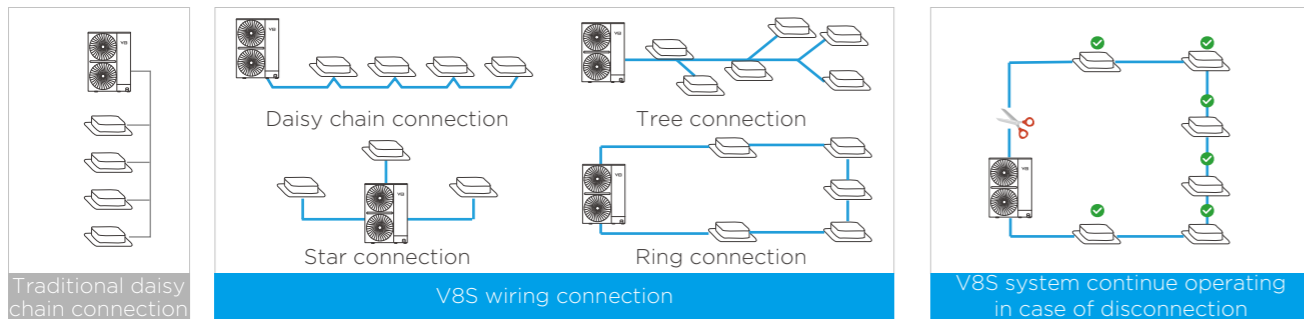 Daisy chain connection
Tree connection
Star connection
Ring connection
Traditional daisy
chain connection
V8S wiring connection
V8S system continue operating
in case of disconnection